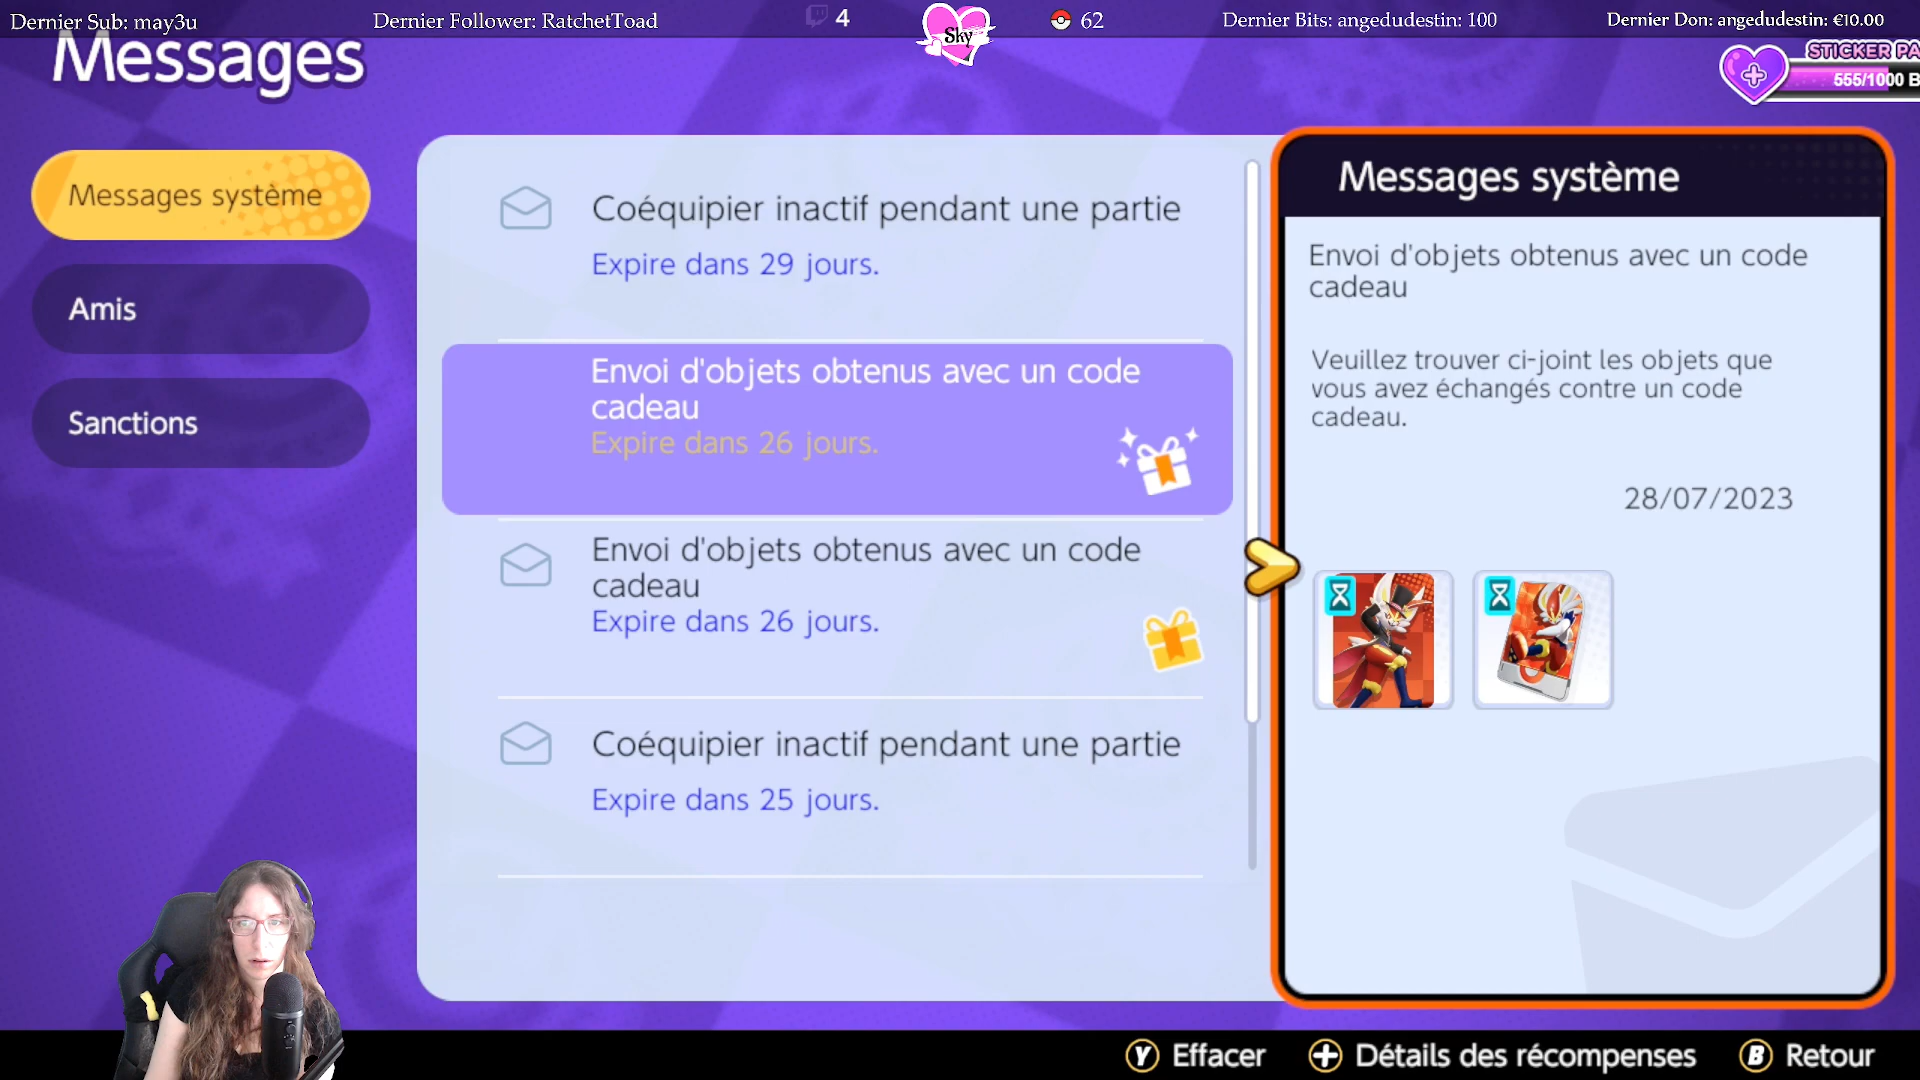 Dernier Sub: may3u
Dernier Follower: RatchetToad
4
Sky
62
Dernier Bits: angedudestin: 100
Dernier Don: angedudestin: €10.00
Messages
STICKER PA
555/1000 B
Messages système
Amis
Sanctions
Coéquipier inactif pendant une partie
Expire dans 29 jours.
Envoi d'objets obtenus avec un code
cadeau
Expire dans 26 jours.
Envoi d'objets obtenus avec un code
cadeau
Expire dans 26 jours.
Coéquipier inactif pendant une partie
Expire dans 25 jours.
Messages système
Envoi d'objets obtenus avec un code
cadeau
Veuillez trouver ci-joint les objets que
vous avez échangés contre un code
cadeau.
28/07/2023
Y Effacer
Détails des récompenses
B Retour